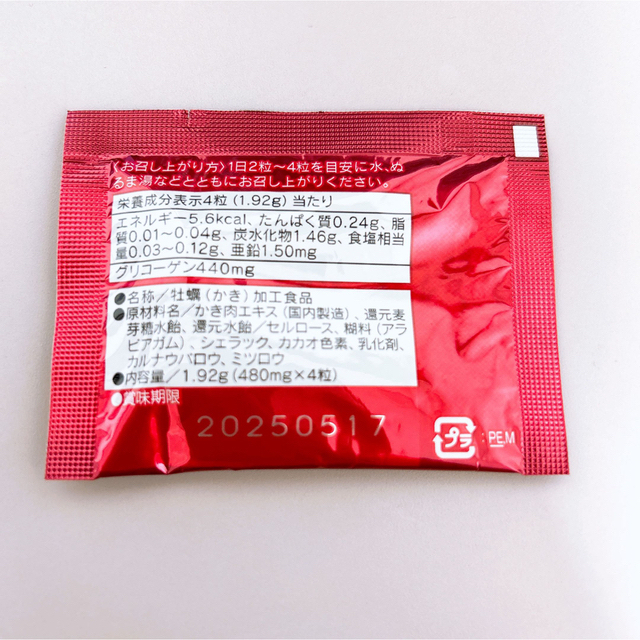 〈お召し上がり方〉1日2粒〜4粒を目安に水、ぬ
るま湯などとともにお召し上がりください。
栄養成分表示4粒（1.92g）当たり
エネルギー5.6kcal、たんぱく質0.24g、脂
質0.01〜0.04g、炭水化物1.46g、食塩相当
量0.03〜0.12g、亜鉛1.50mg
グリコーゲン440mg
●名称／牡蠣（かき）加工食品
●原材料名／かき肉エキス（国内製造）、還元麦
芽糖水飴、還元水飴／セルロース、糊料（アラ
ビアガム）、シェラック、カカオ色素、乳化剤、
カルナウバロウ、ミツロウ
●内容量／1.92g（480mg×4粒）
●賞味期限
20250517
プラ
：PE,M